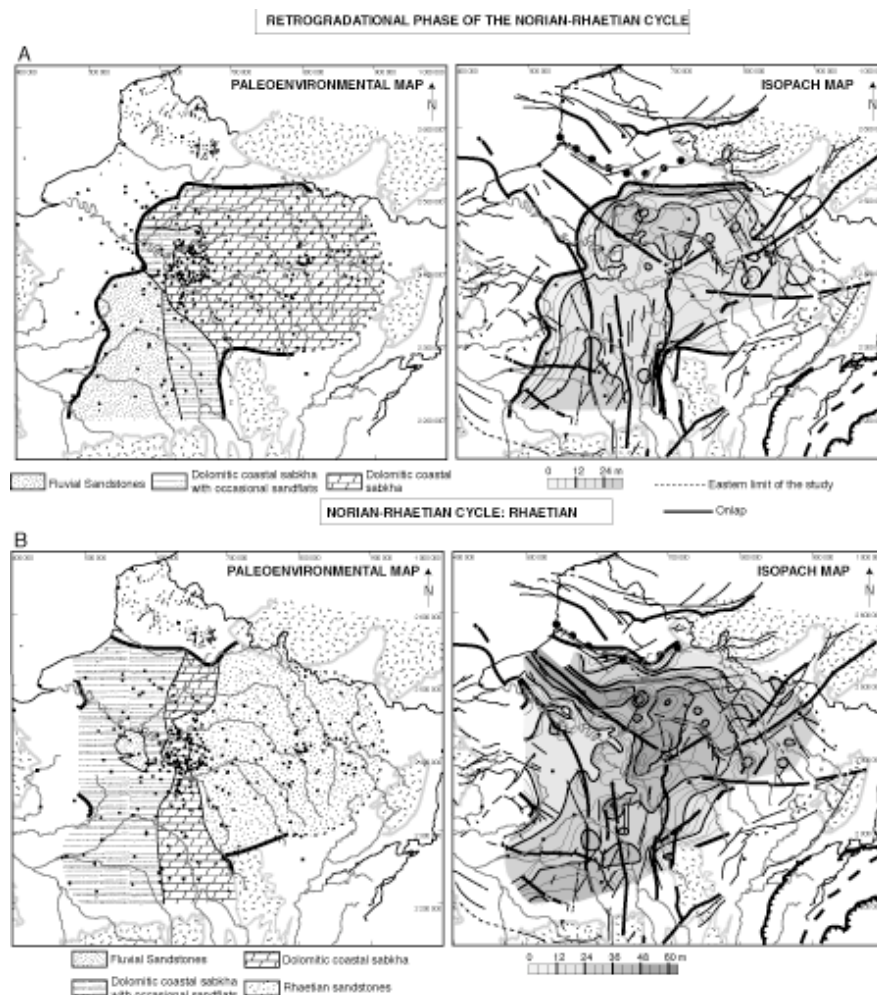 RETROGRADATIONAL PHASE OF THE NORIAN-RHAETIAN CYCLE
A
PALEOENVIRONMENTAL MAP
N
ISOPACH MAP
N
Fluvial Sandstones
Dolomitic coastal sabkha
with occasional sandflats
Dolomitic coastal
sabkha
0 12 24 m
Eastern limit of the study
Onlap
NORIAN-RHAETIAN CYCLE: RHAETIAN
B
PALEOENVIRONMENTAL MAP
N
ISOPACH MAP
N
Fluvial Sandstones
Dolomitic coastal sabkha
Dolomitic coastal sabkha
with occasional sandflats
Rhaetian sandstones
0 12 24 36 48 60 m